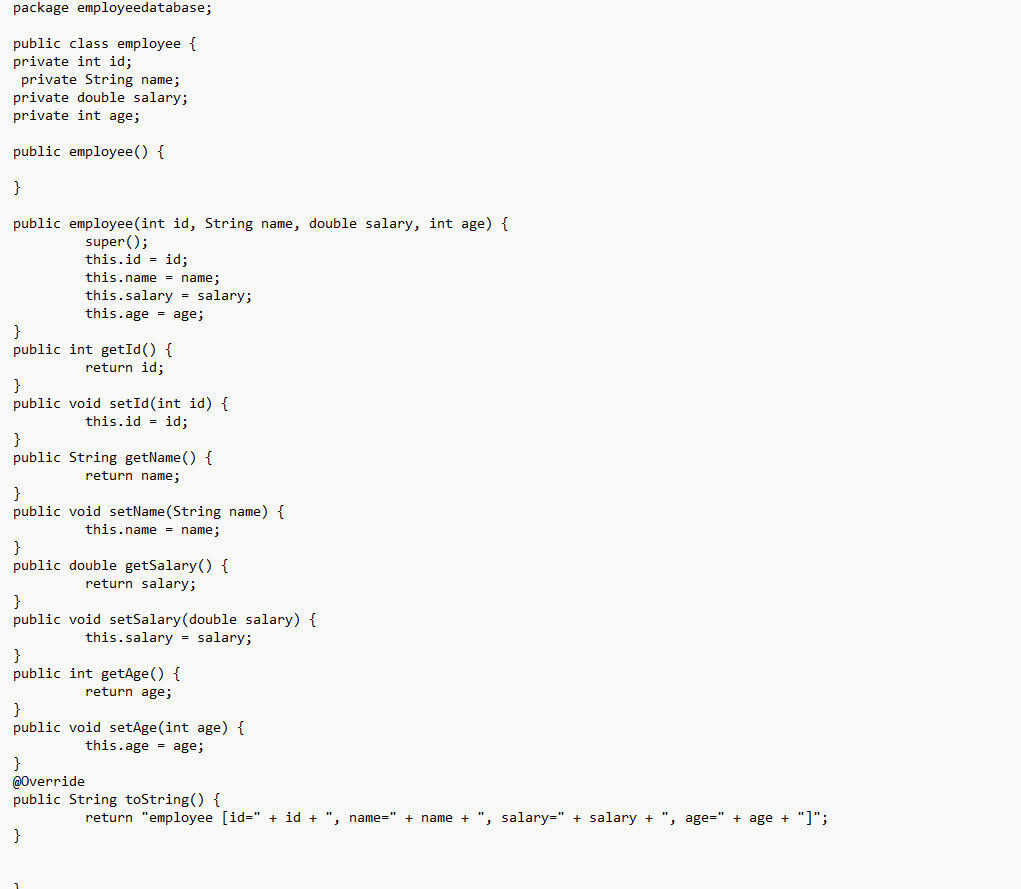 package employeedatabase;
public class employee {
private int id;
private String name;
private double salary;
private int age;
public employee() {
}
public employee(int id, String name, double salary, int age) {
super();
this.id = id;
this.name = name;
this.salary = salary;
this.age = age;
}
public int getId() {
return id;
}
public void setId(int id) {
this.id = id;
}
public String getName() {
return name;
}
public void setName(String name) {
this.name = name;
}
public double getSalary() {
return salary;
}
public void setSalary(double salary) {
this.salary = salary;
}
public int getAge() {
return age;
}
public void setAge(int age) {
this.age = age;
}
@Override
public String toString() {
return "employee [id=" + id + ", name=" + name + ", salary=" + salary + ", age=" + age + "]";
}
}